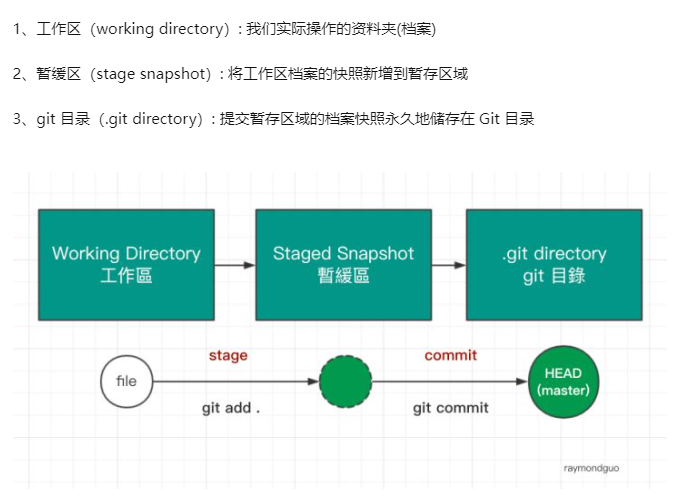 1、工作区（working directory）: 我们实际操作的资料夹(档案)
2、暂缓区（stage snapshot）: 将工作区档案的快照新增到暂存区域
3、git 目录（.git directory）: 提交暂存区域的档案快照永久地储存在 Git 目录
Working Directory
工作區
Staged Snapshot
暫緩區
.git directory
git 目錄
stage
commit
file
HEAD
(master)
git add .
git commit
raymondguo